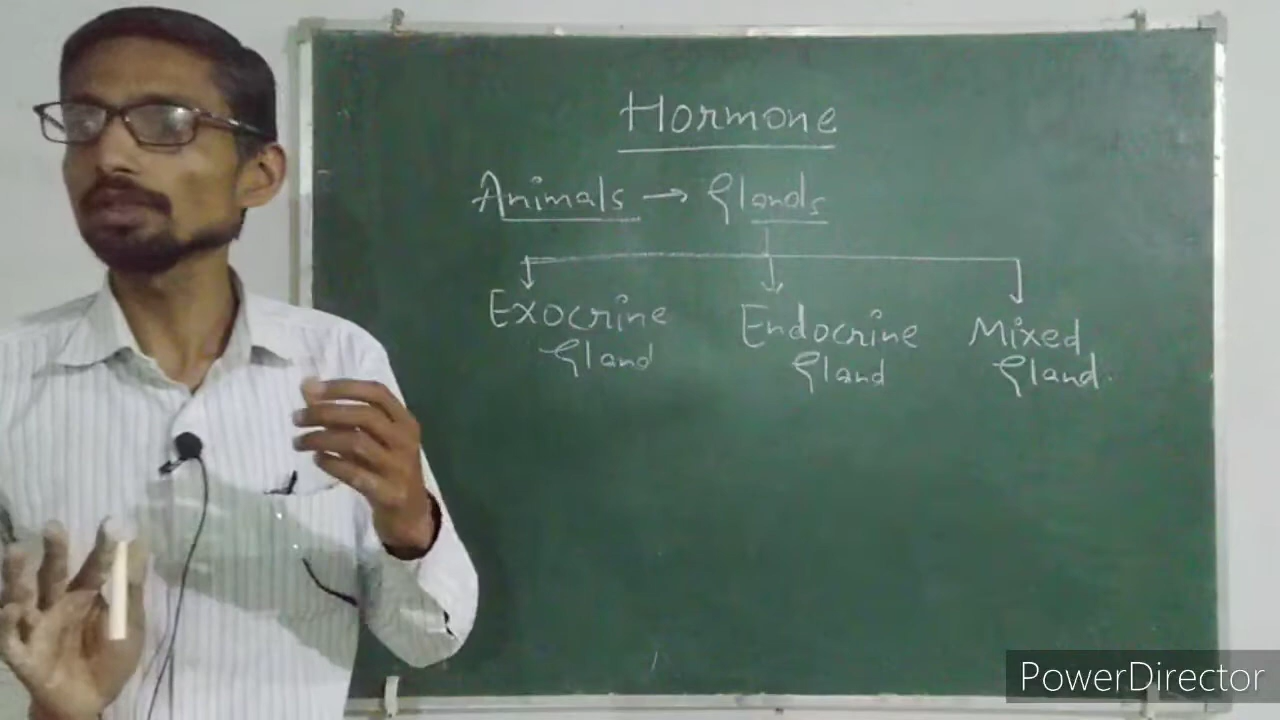 Hormone
Animals → Glands
Exocrine Gland
Endocrine Gland
Mixed Gland.
PowerDirector